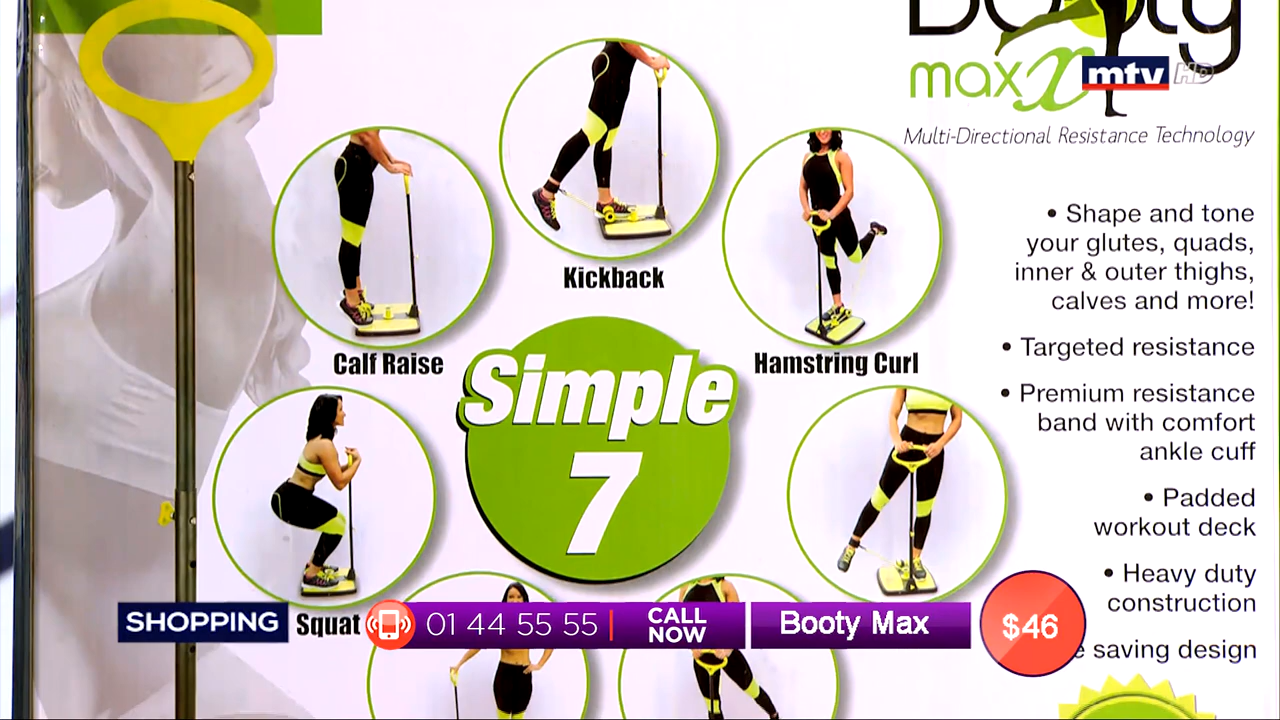 Booty
maxx
mtv HD
Multi-Directional Resistance Technology
• Shape and tone
your glutes, quads,
inner & outer thighs,
calves and more!
• Targeted resistance
• Premium resistance
band with comfort
ankle cuff
• Padded
workout deck
• Heavy duty
construction
saving design
Kickback
Calf Raise
Hamstring Curl
Simple
7
Squat
SHOPPING
01 44 55 55
CALL
NOW
Booty Max
$46